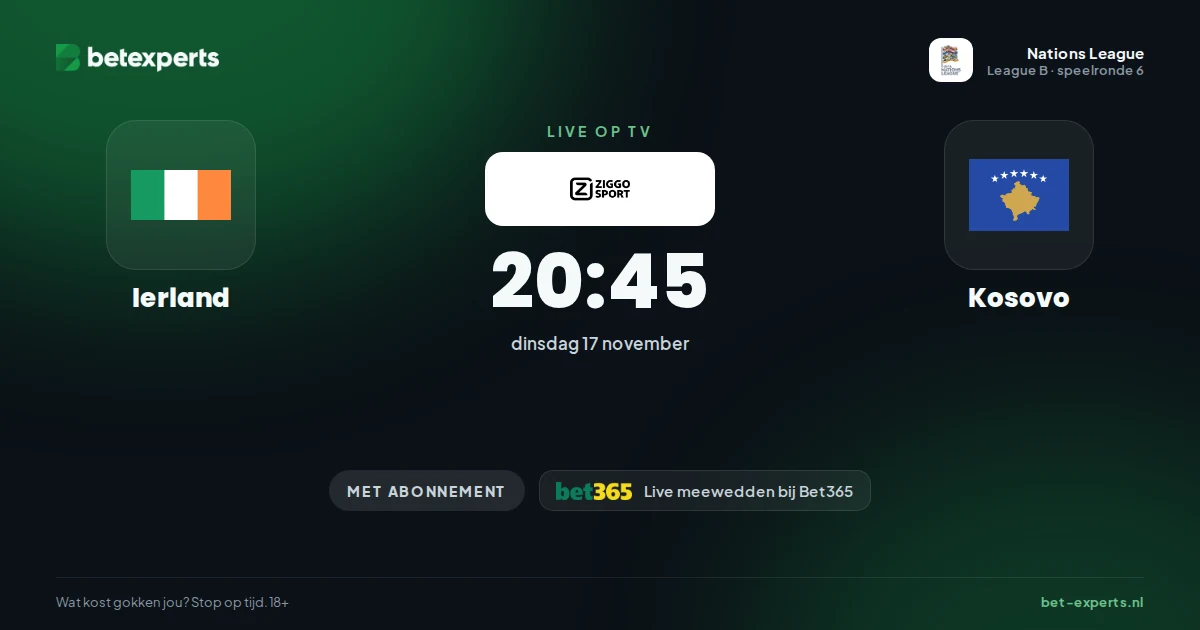 betexperts
Nations League
League B · speelronde 6
LIVE OP TV
Z ZIGGO
SPORT
20:45
dinsdag 17 november
Ierland
Kosovo
MET ABONNEMENT
bet365 Live meewedden bij Bet365
Wat kost gokken jou? Stop op tijd. 18+
bet-experts.nl